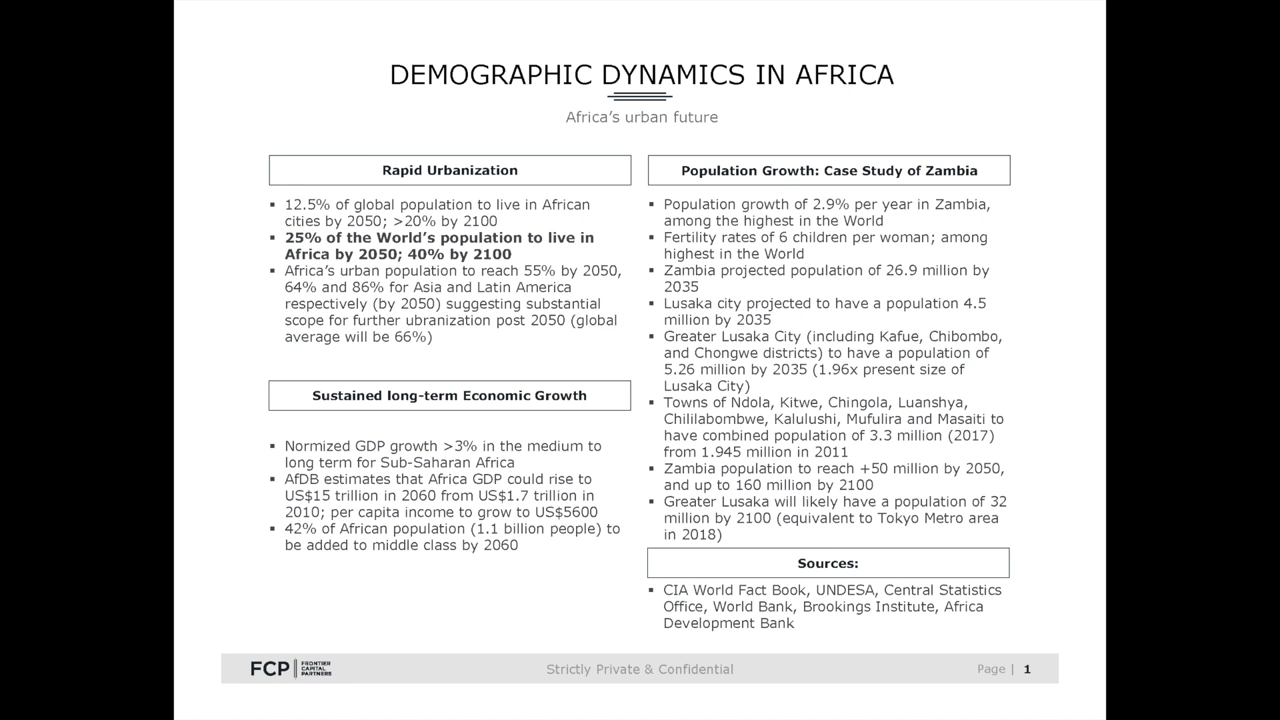 DEMOGRAPHIC DYNAMICS IN AFRICA
Africa's urban future
Rapid Urbanization
▪ 12.5% of global population to live in African
cities by 2050; >20% by 2100
▪ 25% of the World's population to live in
Africa by 2050; 40% by 2100
▪ Africa's urban population to reach 55% by 2050,
64% and 86% for Asia and Latin America
respectively (by 2050) suggesting substantial
scope for further ubranization post 2050 (global
average will be 66%)
Sustained long-term Economic Growth
▪ Normized GDP growth >3% in the medium to
long term for Sub-Saharan Africa
▪ AfDB estimates that Africa GDP could rise to
US$15 trillion in 2060 from US$1.7 trillion in
2010; per capita income to grow to US$5600
▪ 42% of African population (1.1 billion people) to
be added to middle class by 2060
Population Growth: Case Study of Zambia
▪ Population growth of 2.9% per year in Zambia,
among the highest in the World
▪ Fertility rates of 6 children per woman; among
highest in the World
▪ Zambia projected population of 26.9 million by
2035
▪ Lusaka city projected to have a population 4.5
million by 2035
▪ Greater Lusaka City (including Kafue, Chibombo,
and Chongwe districts) to have a population of
5.26 million by 2035 (1.96x present size of
Lusaka City)
▪ Towns of Ndola, Kitwe, Chingola, Luanshya,
Chililabombwe, Kalulushi, Mufulira and Masaiti to
have combined population of 3.3 million (2017)
from 1.945 million in 2011
▪ Zambia population to reach +50 million by 2050,
and up to 160 million by 2100
▪ Greater Lusaka will likely have a population of 32
million by 2100 (equivalent to Tokyo Metro area
in 2018)
Sources:
▪ CIA World Fact Book, UNDESA, Central Statistics
Office, World Bank, Brookings Institute, Africa
Development Bank
FCP
FRONTIER
CAPITAL
PARTNERS
Strictly Private & Confidential
Page | 1